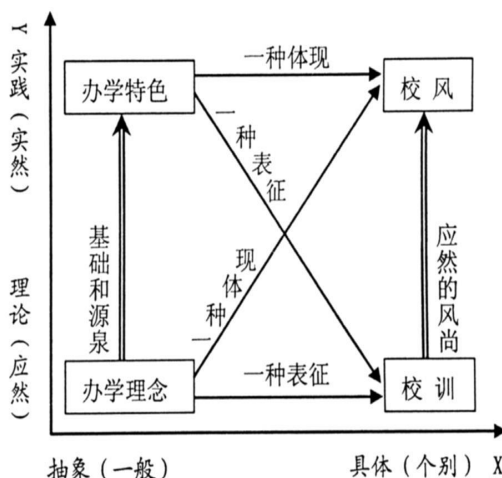 Y 实践（实然）
理论（应然）
办学特色
一种体现
校 风
一种表征
基础和源泉
一种体现
应然的风尚
办学理念
一种表征
校 训
抽象（一般）
具体（个别） X